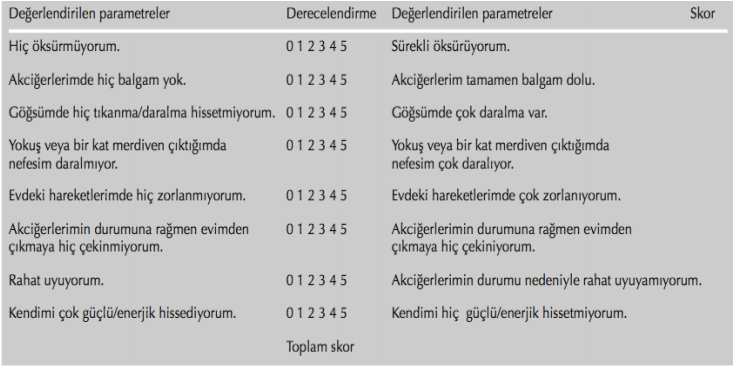 Değerlendirilen parametreler Derecelendirme Değerlendirilen parametreler Skor
Hiç öksürmüyorum. 0 1 2 3 4 5 Sürekli öksürüyorum.
Akciğerlerimde hiç balgam yok. 0 1 2 3 4 5 Akciğerlerim tamamen balgam dolu.
Göğsümde hiç tıkanma/daralma hissetmiyorum. 0 1 2 3 4 5 Göğsümde çok daralma var.
Yokuş veya bir kat merdiven çıktığımda 0 1 2 3 4 5 Yokuş veya bir kat merdiven çıktığımda
nefesim daralmıyor. nefesim çok daralıyor.
Evdeki hareketlerimde hiç zorlanmıyorum. 0 1 2 3 4 5 Evdeki hareketlerimde çok zorlanıyorum.
Akciğerlerimin durumuna rağmen evimden 0 1 2 3 4 5 Akciğerlerimin durumuna rağmen evimden
çıkmaya hiç çekinmiyorum. çıkmaya hiç çekiniyorum.
Rahat uyuyorum. 0 1 2 3 4 5 Akciğerlerimin durumu nedeniyle rahat uyuyamıyorum.
Kendimi çok güçlü/enerjik hissediyorum. 0 1 2 3 4 5 Kendimi hiç güçlü/enerjik hissetmiyorum.
Toplam skor